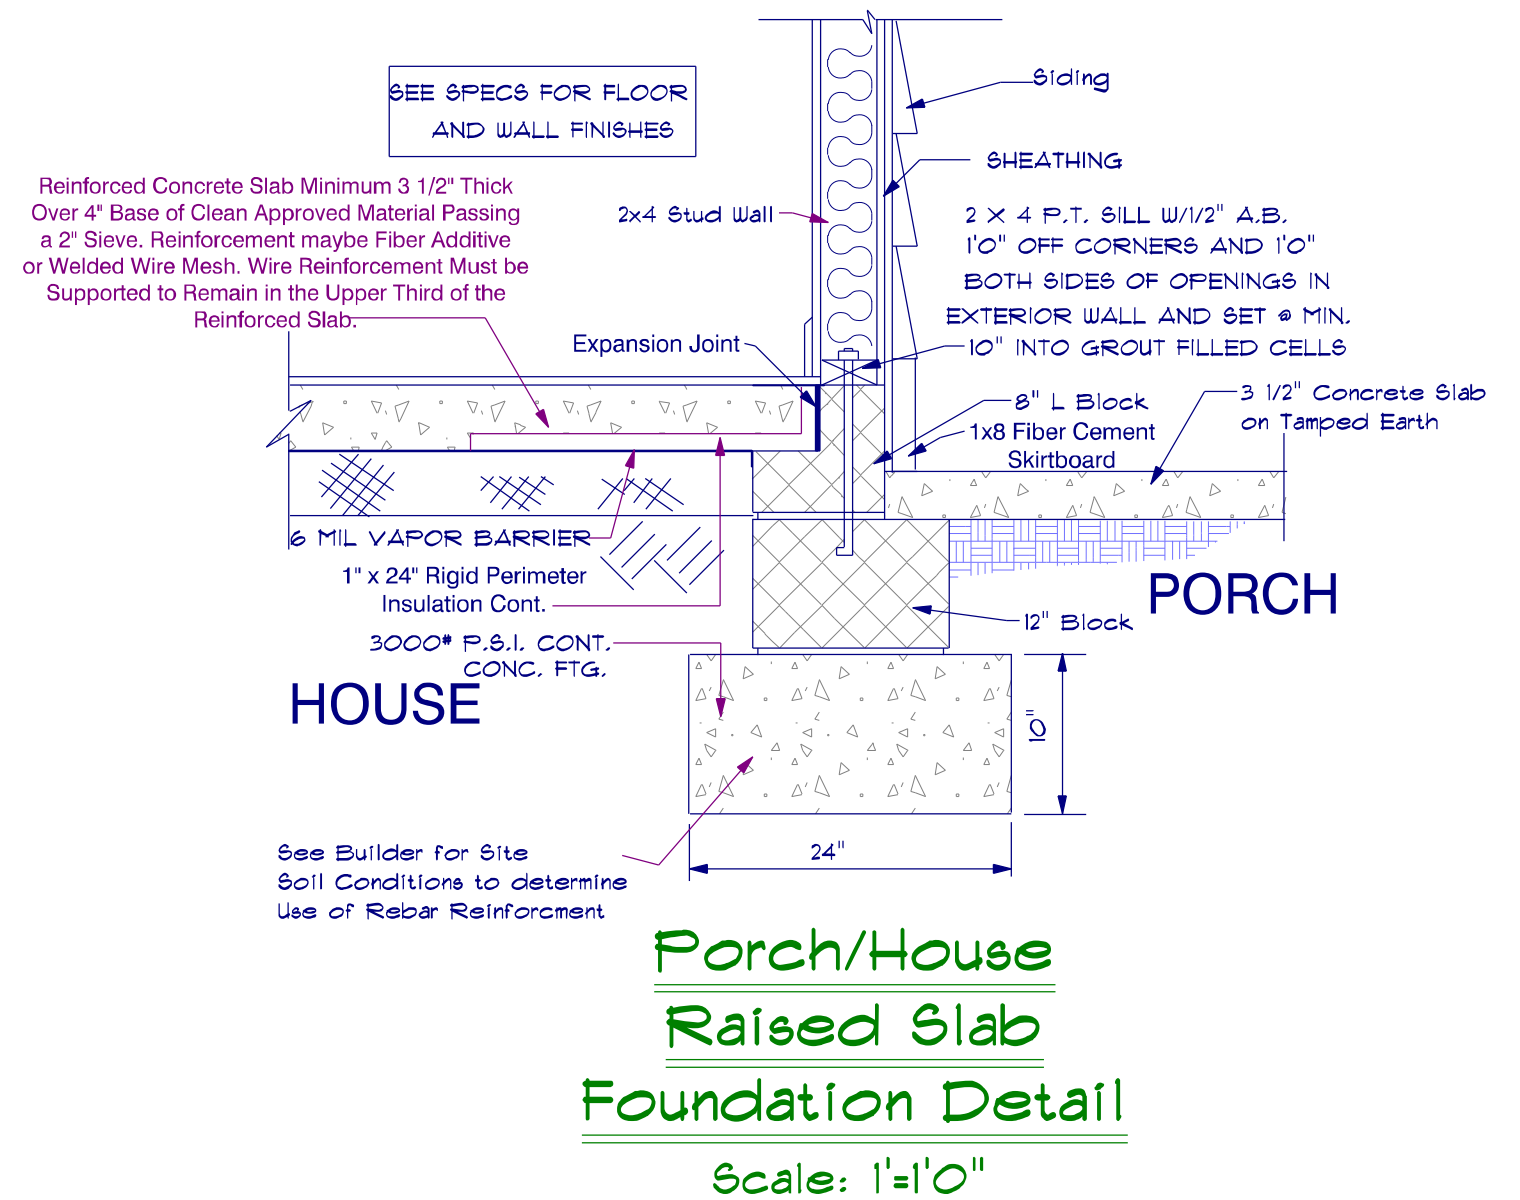 SEE SPECS FOR FLOOR
AND WALL FINISHES
Siding
SHEATHING
Reinforced Concrete Slab Minimum 3 1/2" Thick
Over 4" Base of Clean Approved Material Passing
a 2" Sieve. Reinforcement maybe Fiber Additive
or Welded Wire Mesh. Wire Reinforcement Must be
Supported to Remain in the Upper Third of the
Reinforced Slab.
2x4 Stud Wall
2 X 4 P.T. SILL W/1/2" A.B.
1'0" OFF CORNERS AND 1'0"
BOTH SIDES OF OPENINGS IN
EXTERIOR WALL AND SET @ MIN.
10" INTO GROUT FILLED CELLS
Expansion Joint
8" L Block
1x8 Fiber Cement
Skirtboard
3 1/2" Concrete Slab
on Tamped Earth
6 MIL VAPOR BARRIER
1" x 24" Rigid Perimeter
Insulation Cont.
PORCH
12" Block
3000# P.S.I. CONT.
CONC. FTG.
HOUSE
10"
24"
See Builder for Site
Soil Conditions to determine
Use of Rebar Reinforcment
Porch/House
Raised Slab
Foundation Detail
Scale: 1'=1'0"